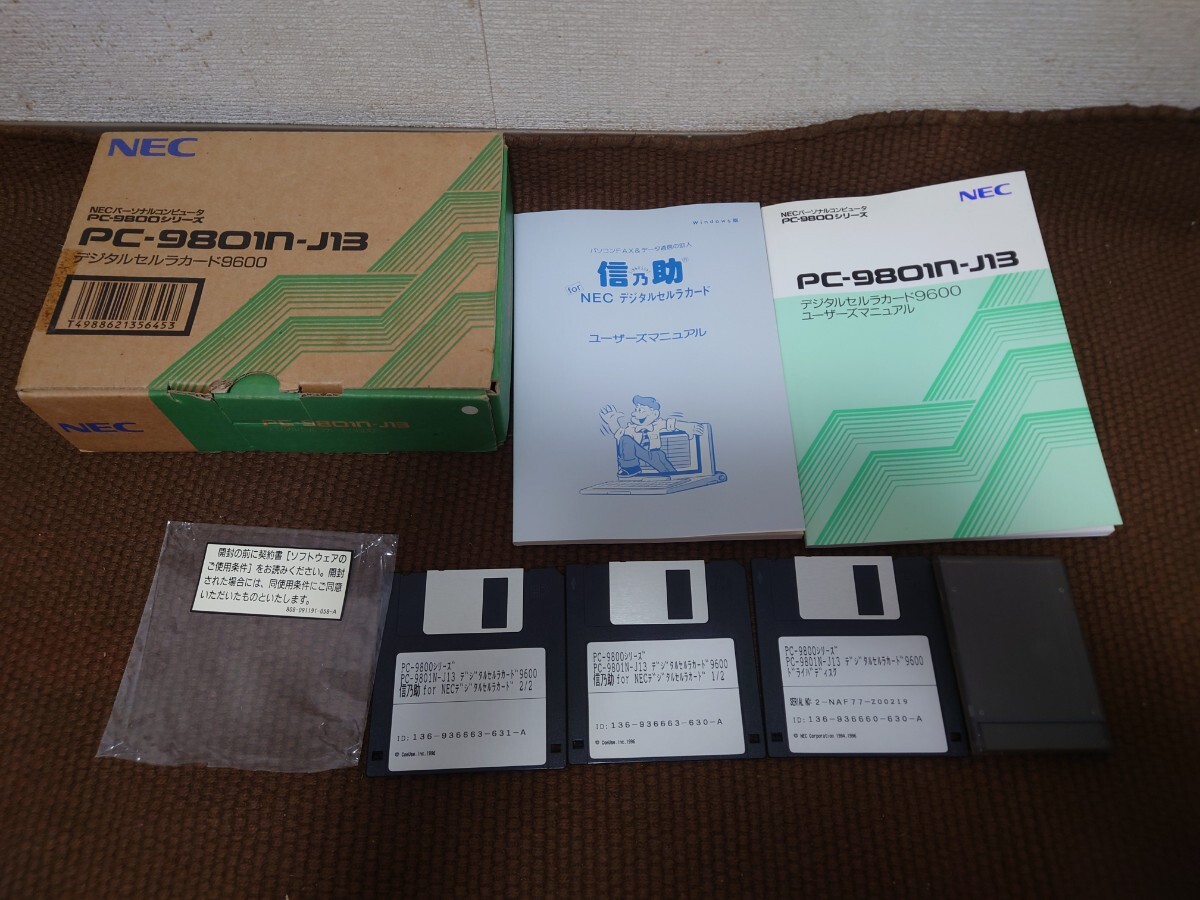 NEC
NECパーソナルコンピュータ
PC-9800シリーズ
PC-9801n-J13
デジタルセルラカード9600
T4988621356453
NEC
PC-9801n-J13
Windows版
パソコンFAX&データ通信の助人
信乃助®
for NEC デジタルセルラカード
ユーザーズマニュアル
NEC
NECパーソナルコンピュータ
PC-9800シリーズ
PC-9801n-J13
デジタルセルラカード9600
ユーザーズマニュアル
開封の前に契約書[ソフトウェアの
ご使用条件]をお読みください。開封
された場合には、同使用条件にご同意
いただいたものといたします。
808-091191-058-A
PC-9800シリーズ
PC-9801N-J13 デジタルセルラカード9600
信乃助 for NECデジタルセルラカード 2/2
ID:136-936663-631-A
PC-9800シリーズ
PC-9801N-J13 デジタルセルラカード9600
信乃助 for NECデジタルセルラカード 1/2
ID:136-936663-630-A
PC-9800シリーズ
PC-9801N-J13 デジタルセルラカード9600
ドライバディスク
SERIAL NO: 2-NAF77-Z00219
ID:136-936660-630-A
© NEC Corporation 1994,1996